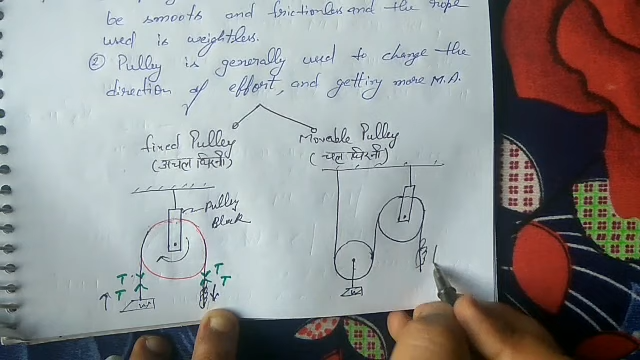 be smooth and frictionless and the rope
used is weightless.
② Pulley is generally used to change the
direction of effort, and getting more M.A.
fixed Pulley
(अचल घिरनी)
Movable Pulley
(चल घिरनी)
Pulley
Block
T T
T T
W
W